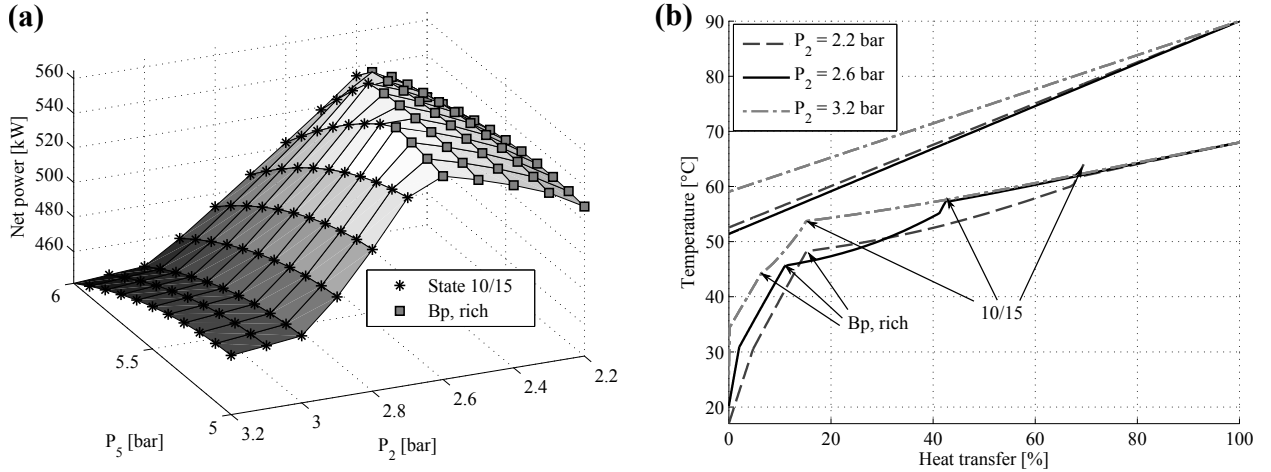 (a)
560
540
520
500
480
460
Net power [kW]
6
5.5
5
P5 [bar]
3.2
3
2.8
2.6
2.4
2.2
P2 [bar]
State 10/15
Bp, rich
(b)
90
80
70
60
50
40
30
20
Temperature [°C]
P2 = 2.2 bar
P2 = 2.6 bar
P2 = 3.2 bar
Bp, rich
10/15
0
20
40
60
80
100
Heat transfer [%]